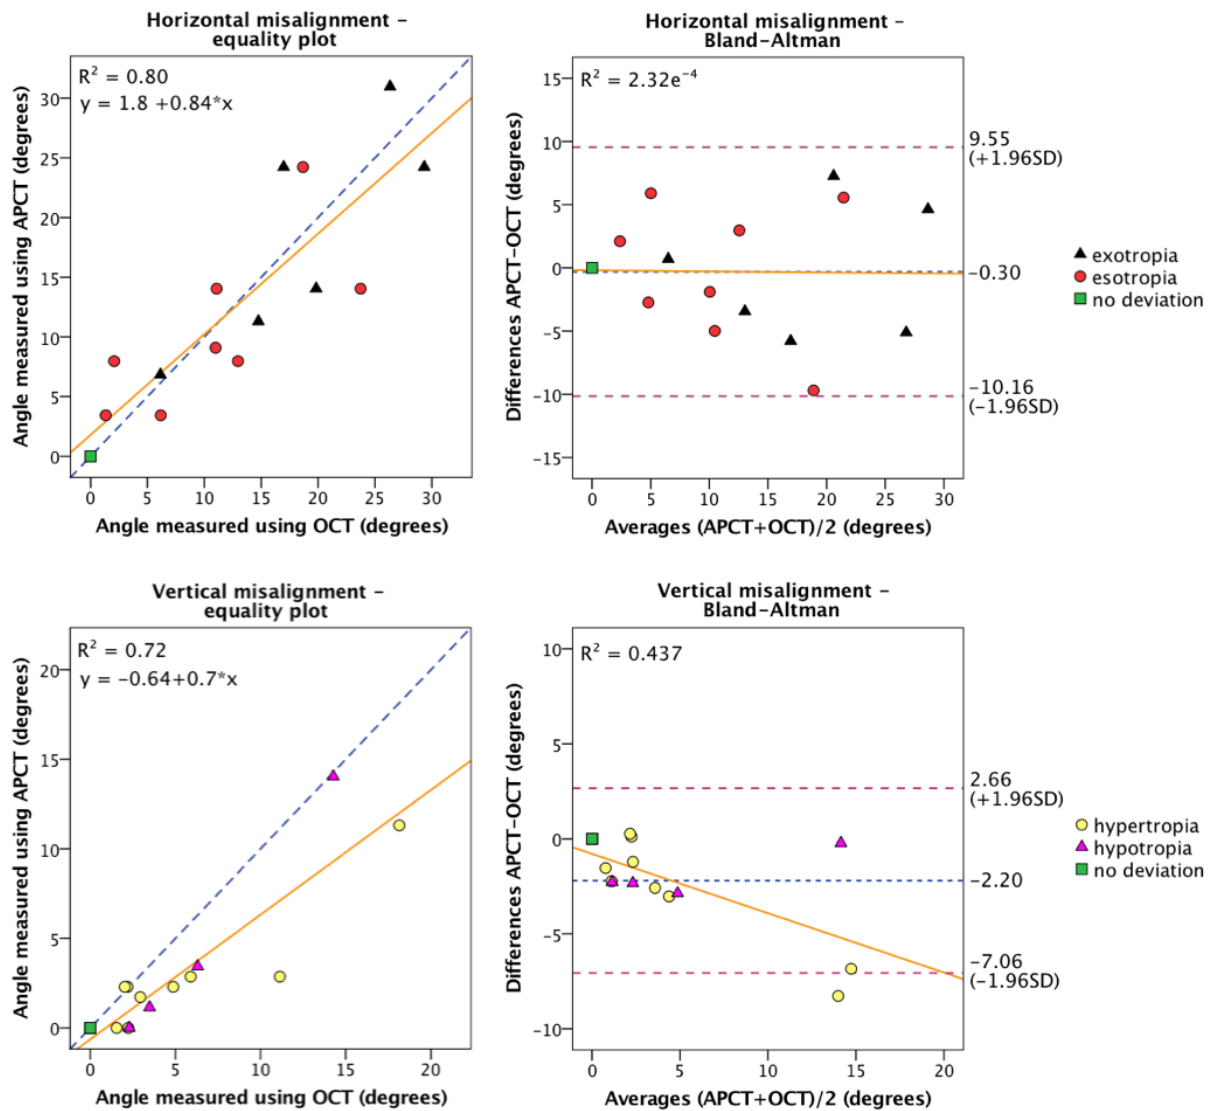 Horizontal misalignment –
equality plot
R² = 0.80
y = 1.8 +0.84*x
Angle measured using APCT (degrees)
30
25
20
15
10
5
0
0 5 10 15 20 25 30
Angle measured using OCT (degrees)
Horizontal misalignment –
Bland–Altman
R² = 2.32e⁻⁴
Differences APCT–OCT (degrees)
15
10
5
0
−5
−10
−15
0 5 10 15 20 25 30
Averages (APCT+OCT)/2 (degrees)
9.55
(+1.96SD)
−0.30
−10.16
(−1.96SD)
exotropia
esotropia
no deviation
Vertical misalignment –
equality plot
R² = 0.72
y = −0.64+0.7*x
Angle measured using APCT (degrees)
20
15
10
5
0
0 5 10 15 20
Angle measured using OCT (degrees)
Vertical misalignment –
Bland–Altman
R² = 0.437
Differences APCT–OCT (degrees)
10
5
0
−5
−10
0 5 10 15 20
Averages (APCT+OCT)/2 (degrees)
2.66
(+1.96SD)
−2.20
−7.06
(−1.96SD)
hypertropia
hypotropia
no deviation